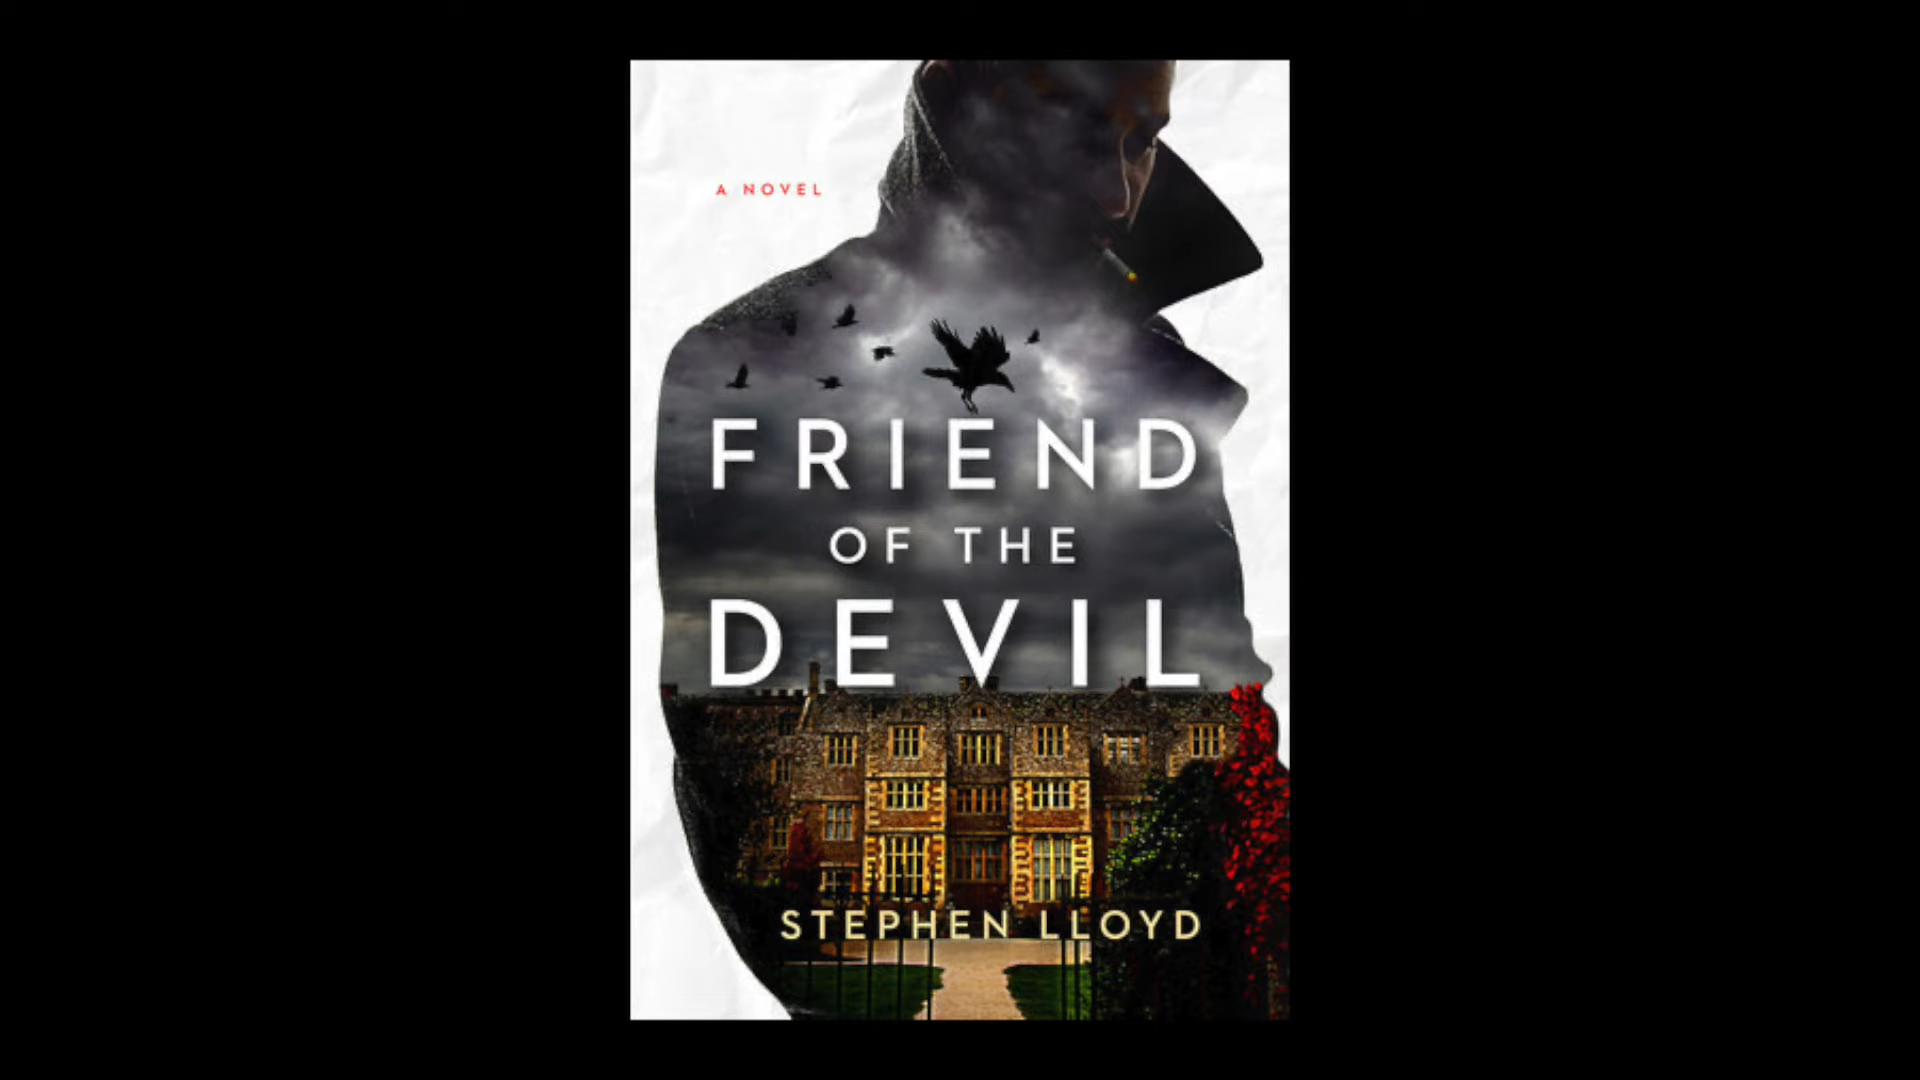 A NOVEL
FRIEND
OF THE
DEVIL
STEPHEN LLOYD